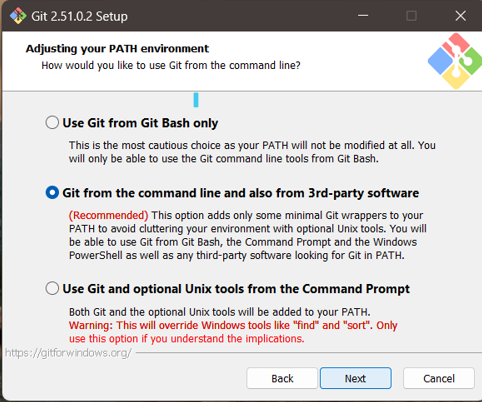 Git 2.51.0.2 Setup
Adjusting your PATH environment
How would you like to use Git from the command line?
Use Git from Git Bash only
This is the most cautious choice as your PATH will not be modified at all. You
will only be able to use the Git command line tools from Git Bash.
Git from the command line and also from 3rd-party software
(Recommended) This option adds only some minimal Git wrappers to your
PATH to avoid cluttering your environment with optional Unix tools. You will
be able to use Git from Git Bash, the Command Prompt and the Windows
PowerShell as well as any third-party software looking for Git in PATH.
Use Git and optional Unix tools from the Command Prompt
Both Git and the optional Unix tools will be added to your PATH.
Warning: This will override Windows tools like "find" and "sort". Only
use this option if you understand the implications.
https://gitforwindows.org/
Back Next Cancel